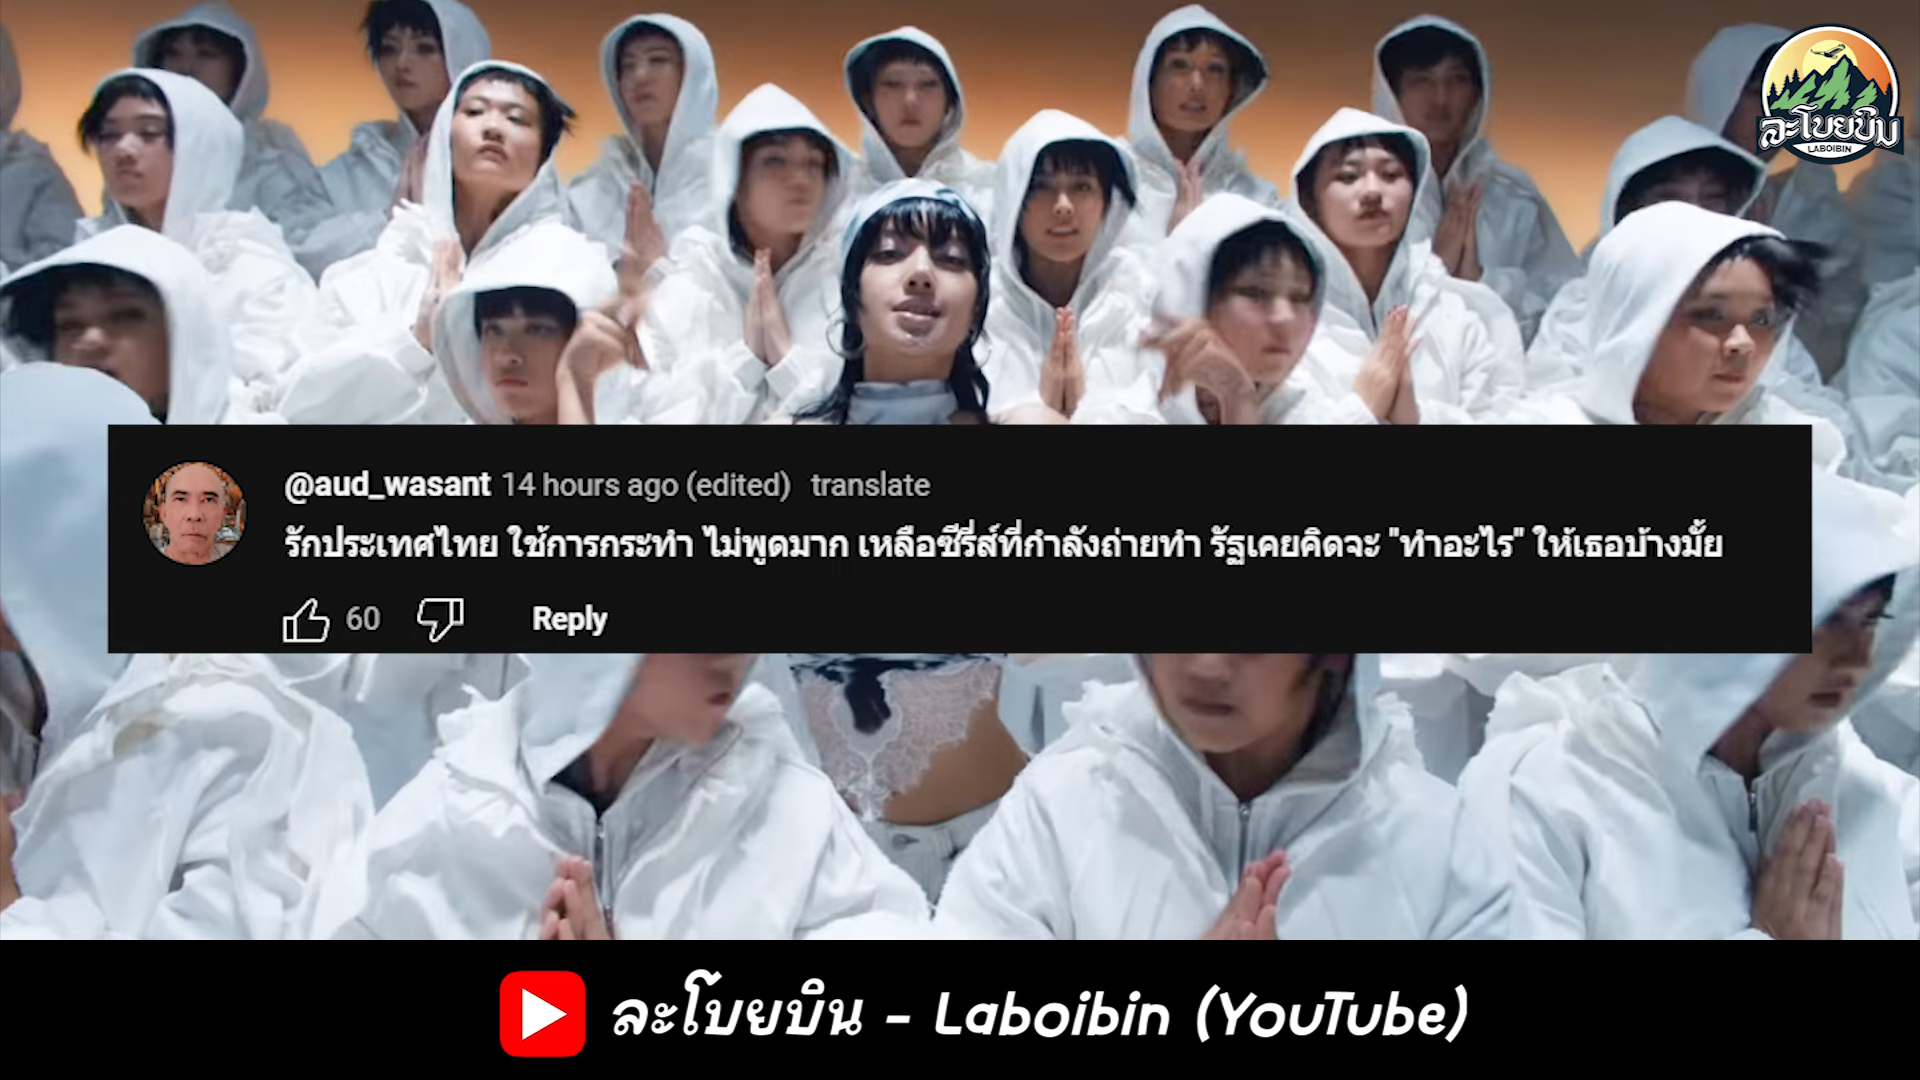 ละโบยบิน
LABOIBIN
@aud_wasant 14 hours ago (edited) translate
รักประเทศไทย ใช้การกระทำ ไม่พูดมาก เหลือซีรี่ส์ที่กำลังถ่ายทำ รัฐเคยคิดจะ "ทำอะไร" ให้เธอบ้างมั้ย
60 Reply
ละโบยบิน - Laboibin (YouTube)